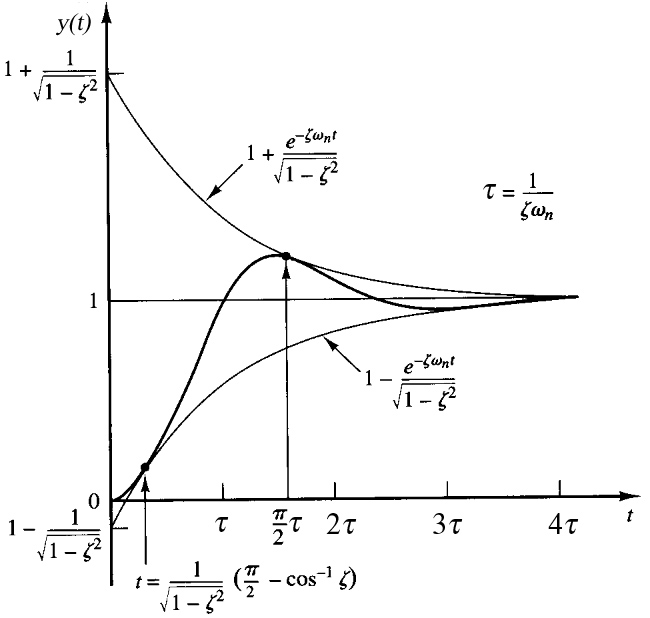 y(t)
1 + 1/√(1 − ζ²)
1 + e^(−ζωₙt)/√(1 − ζ²)
τ = 1/(ζωₙ)
1
1 − e^(−ζωₙt)/√(1 − ζ²)
0
τ π/2 τ 2τ 3τ 4τ t
1 − 1/√(1 − ζ²)
t = 1/√(1 − ζ²) (π/2 − cos⁻¹ ζ)